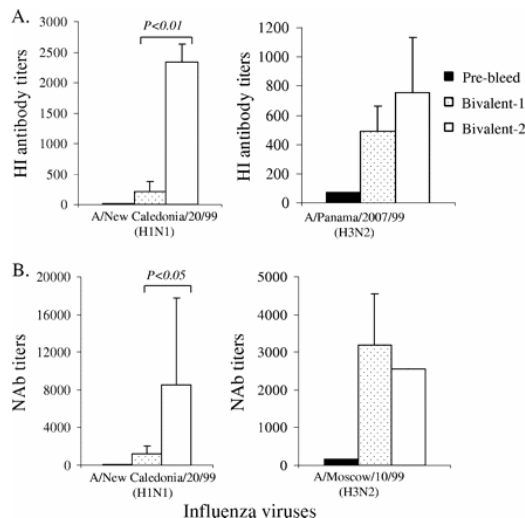 A.
P<0.01
HI antibody titers
3000
2500
2000
1500
1000
500
0
A/New Caledonia/20/99
(H1N1)
HI antibody titers
1200
1000
800
600
400
200
0
A/Panama/2007/99
(H3N2)
Pre-bleed
Bivalent-1
Bivalent-2
B.
P<0.05
NAb titers
20000
16000
12000
8000
4000
0
A/New Caledonia/20/99
(H1N1)
NAb titers
5000
4000
3000
2000
1000
0
A/Moscow/10/99
(H3N2)
Influenza viruses